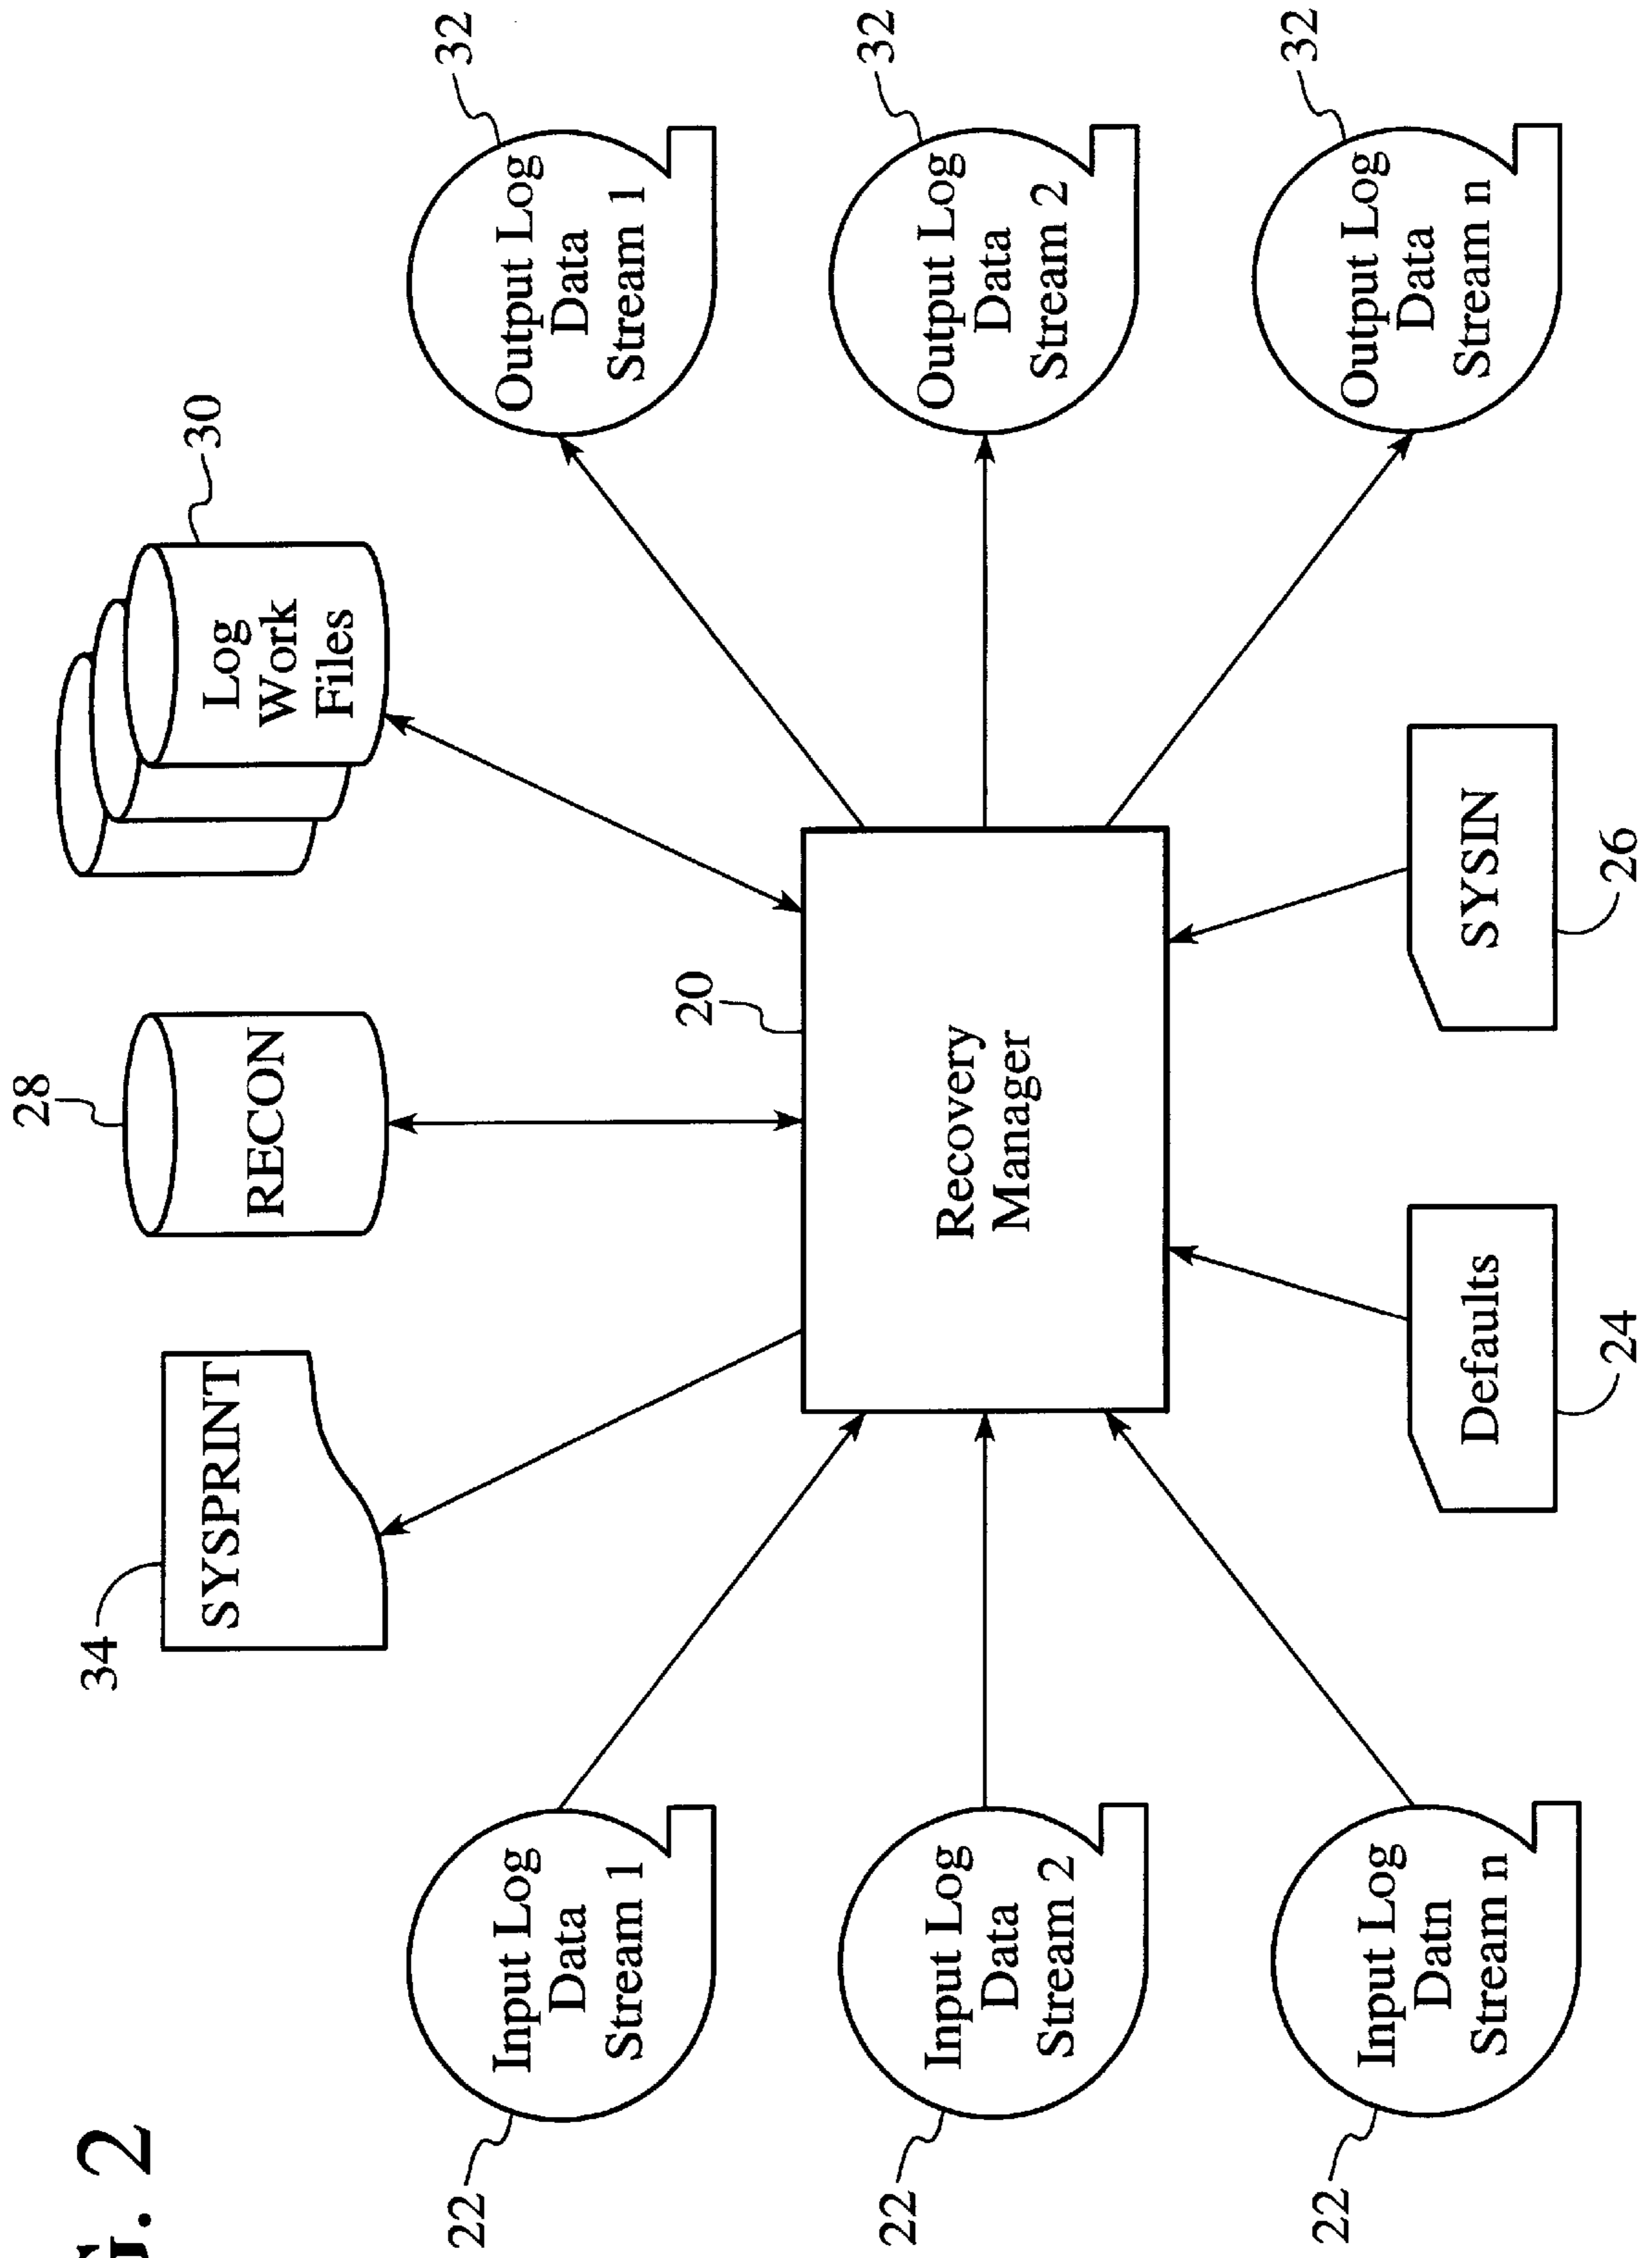 G. 2
34
SYSPRINT
28
RECON
30
Log
Work
Files
22
Input Log
Data
Stream 1
22
Input Log
Data
Stream 2
22
Input Log
Datn
Stream n
20
Recovery
Manager
32
Output Log
Data
Stream 1
32
Output Log
Data
Stream 2
32
Output Log
Data
Stream n
Defaults
24
SYSIN
26